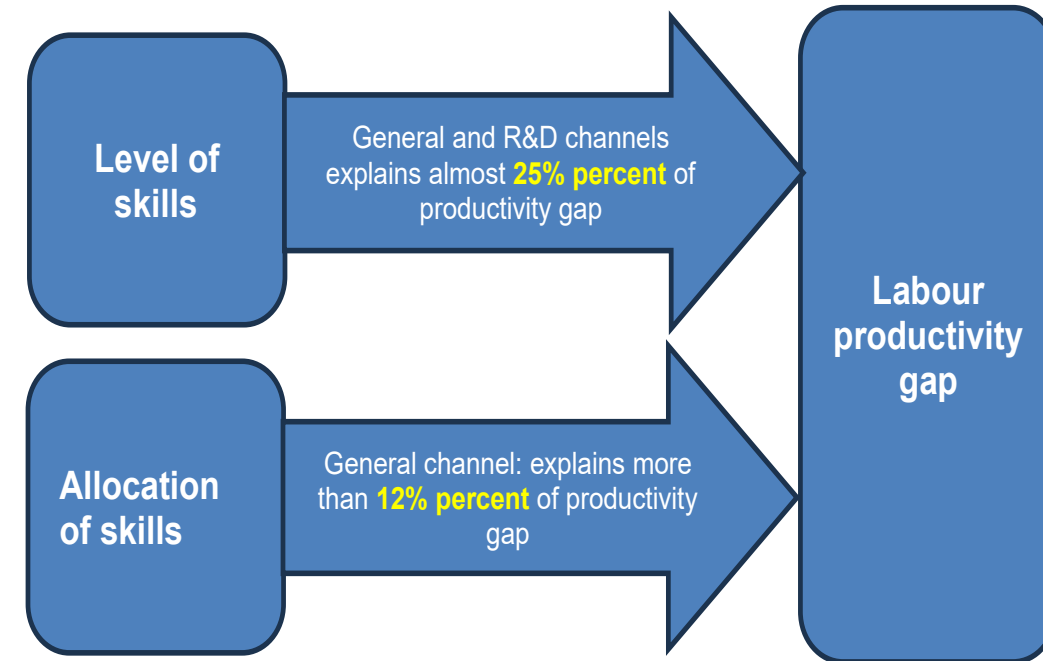 Level of
skills
General and R&D channels
explains almost 25% percent of
productivity gap
Labour
productivity
gap
Allocation
of skills
General channel: explains more
than 12% percent of productivity
gap